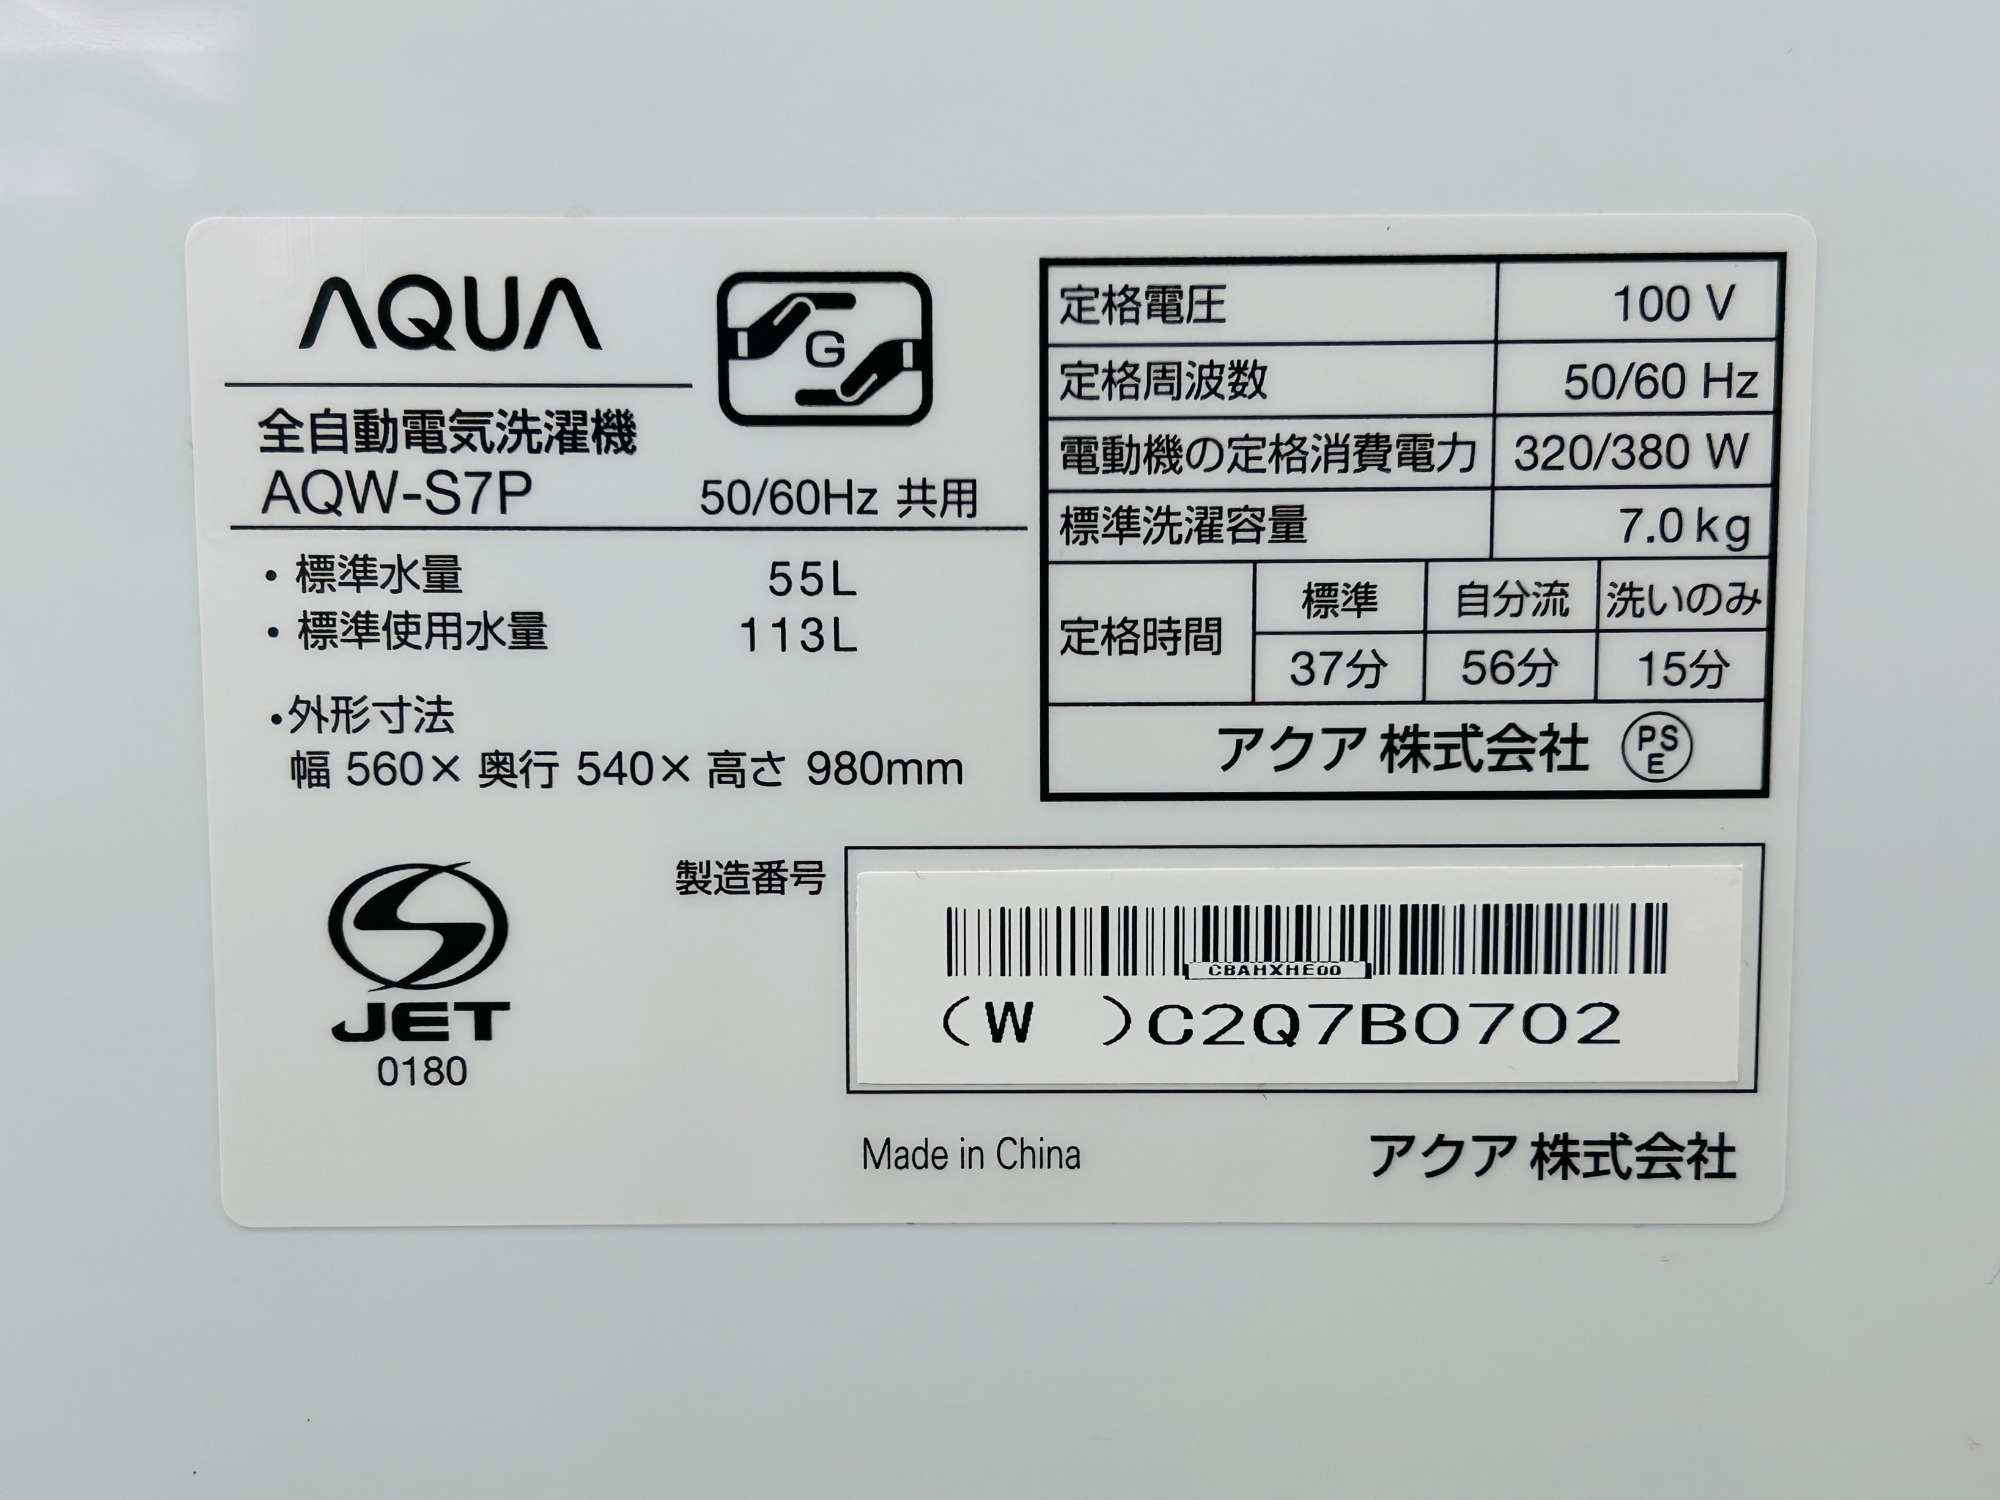 AQUA
G
全自動電気洗濯機
AQW-S7P 50/60Hz 共用
・標準水量 55L
・標準使用水量 113L
・外形寸法
幅 560× 奥行 540× 高さ 980mm
定格電圧 100 V
定格周波数 50/60 Hz
電動機の定格消費電力 320/380 W
標準洗濯容量 7.0kg
定格時間 標準 自分流 洗いのみ
37分 56分 15分
アクア 株式会社 PSE
JET
0180
製造番号
CBAHXHE00
(W )C2Q7B0702
Made in China アクア 株式会社